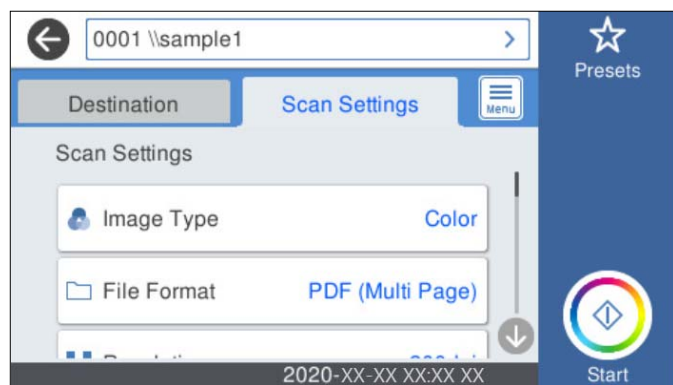 0001 \\sample1
Presets
Destination
Scan Settings
Menu
Scan Settings
Image Type
Color
File Format
PDF (Multi Page)
2020-XX-XX XX:XX XX
Start